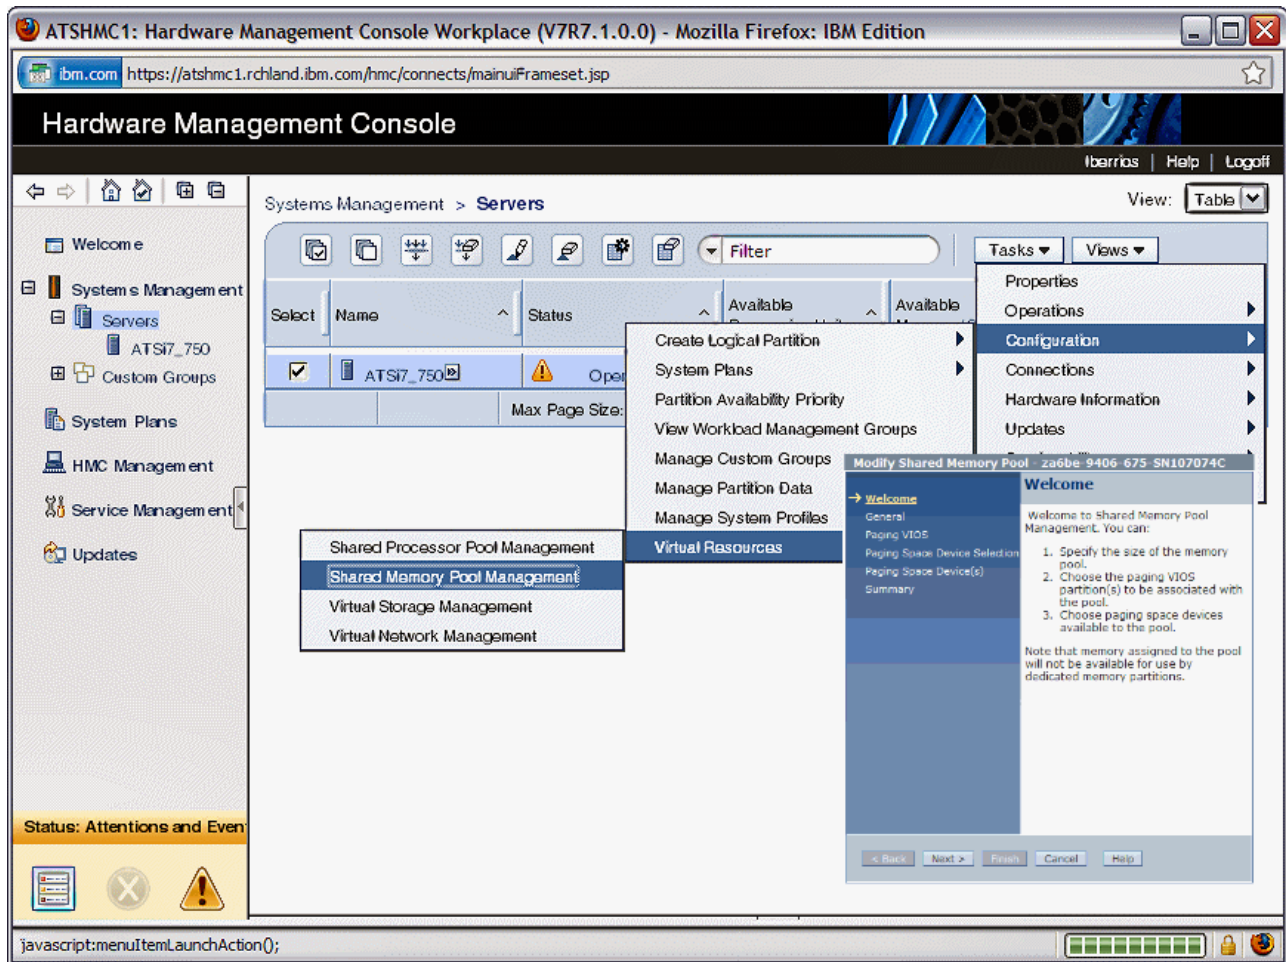 ATSHMC1: Hardware Management Console Workplace (V7R7.1.0.0) - Mozilla Firefox: IBM Edition
ibm.com https://atshmc1.rchland.ibm.com/hmc/connects/mainuiFrameset.jsp
Hardware Management Console
lberrios | Help | Logoff
Systems Management > Servers
View: Table
Welcome
Systems Management
Servers
ATSi7_750
Custom Groups
System Plans
HMC Management
Service Management
Updates
Status: Attentions and Even
Filter
Tasks
Views
Select
Name
Status
Available
Available
ATSi7_750
Oper
Max Page Size:
Properties
Operations
Configuration
Connections
Hardware Information
Updates
Create Logical Partition
System Plans
Partition Availability Priority
View Workload Management Groups
Manage Custom Groups
Manage Partition Data
Manage System Profiles
Virtual Resources
Shared Processor Pool Management
Shared Memory Pool Management
Virtual Storage Management
Virtual Network Management
Modify Shared Memory Pool - za6be-9406-675-SN107074C
Welcome
General
Paging VIOS
Paging Space Device Selection
Paging Space Device(s)
Summary
Welcome
Welcome to Shared Memory Pool
Management. You can:
1. Specify the size of the memory
pool.
2. Choose the paging VIOS
partition(s) to be associated with
the pool.
3. Choose paging space devices
available to the pool.
Note that memory assigned to the pool
will not be available for use by
dedicated memory partitions.
< Back
Next >
Finish
Cancel
Help
javascript:menuItemLaunchAction();